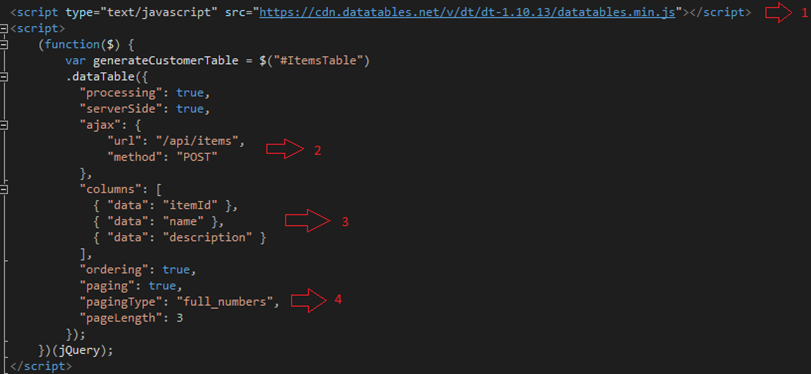 <script type="text/javascript" src="https://cdn.datatables.net/v/dt/dt-1.10.13/datatables.min.js"></script> 1
<script>
(function($) {
var generateCustomerTable = $("#ItemsTable")
.dataTable({
"processing": true,
"serverSide": true,
"ajax": {
"url": "/api/items", 2
"method": "POST"
},
"columns": [
{ "data": "itemId" },
{ "data": "name" }, 3
{ "data": "description" }
],
"ordering": true,
"paging": true,
"pagingType": "full_numbers", 4
"pageLength": 3
});
})(jQuery);
</script>